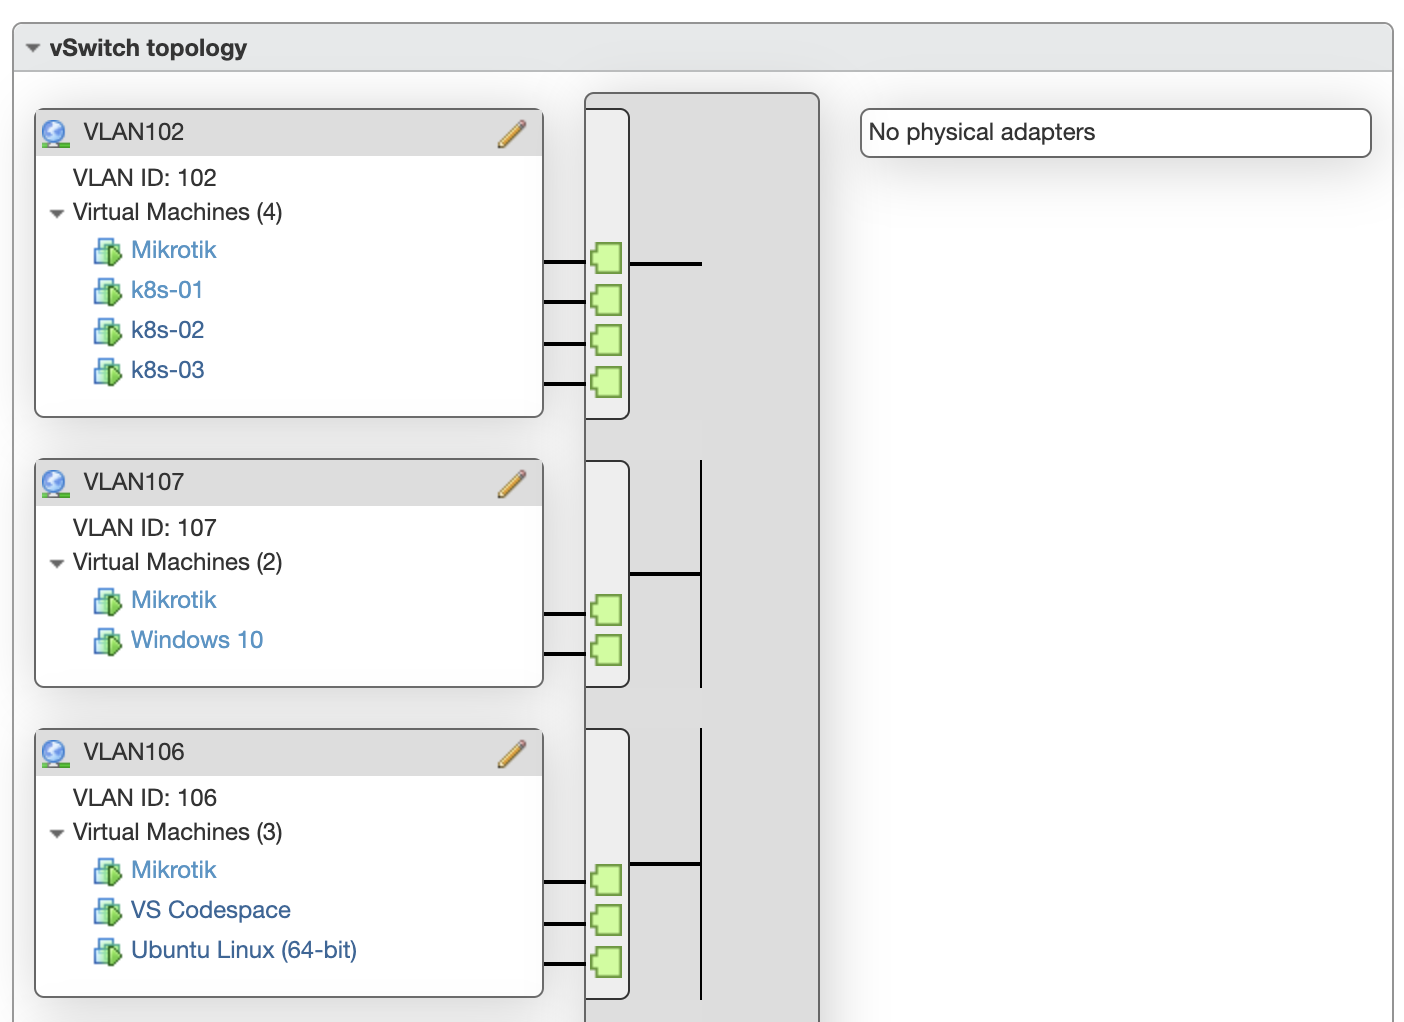 vSwitch topology
VLAN102
VLAN ID: 102
Virtual Machines (4)
Mikrotik
k8s-01
k8s-02
k8s-03
No physical adapters
VLAN107
VLAN ID: 107
Virtual Machines (2)
Mikrotik
Windows 10
VLAN106
VLAN ID: 106
Virtual Machines (3)
Mikrotik
VS Codespace
Ubuntu Linux (64-bit)